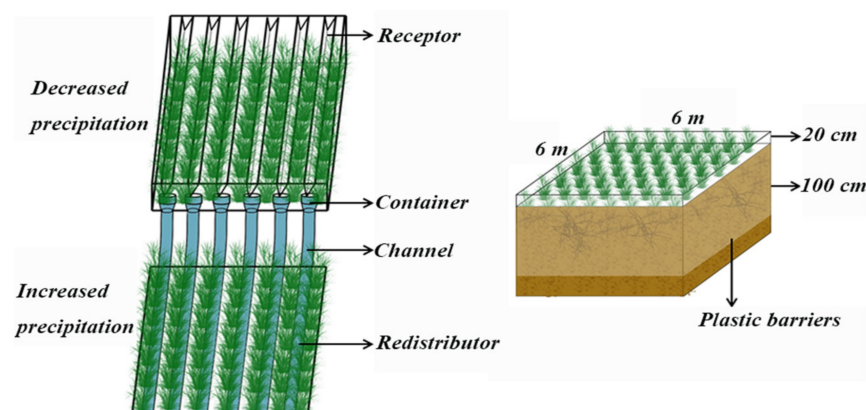 Receptor
Decreased
precipitation
Container
Channel
Increased
precipitation
Redistributor
6 m
6 m
20 cm
100 cm
Plastic barriers